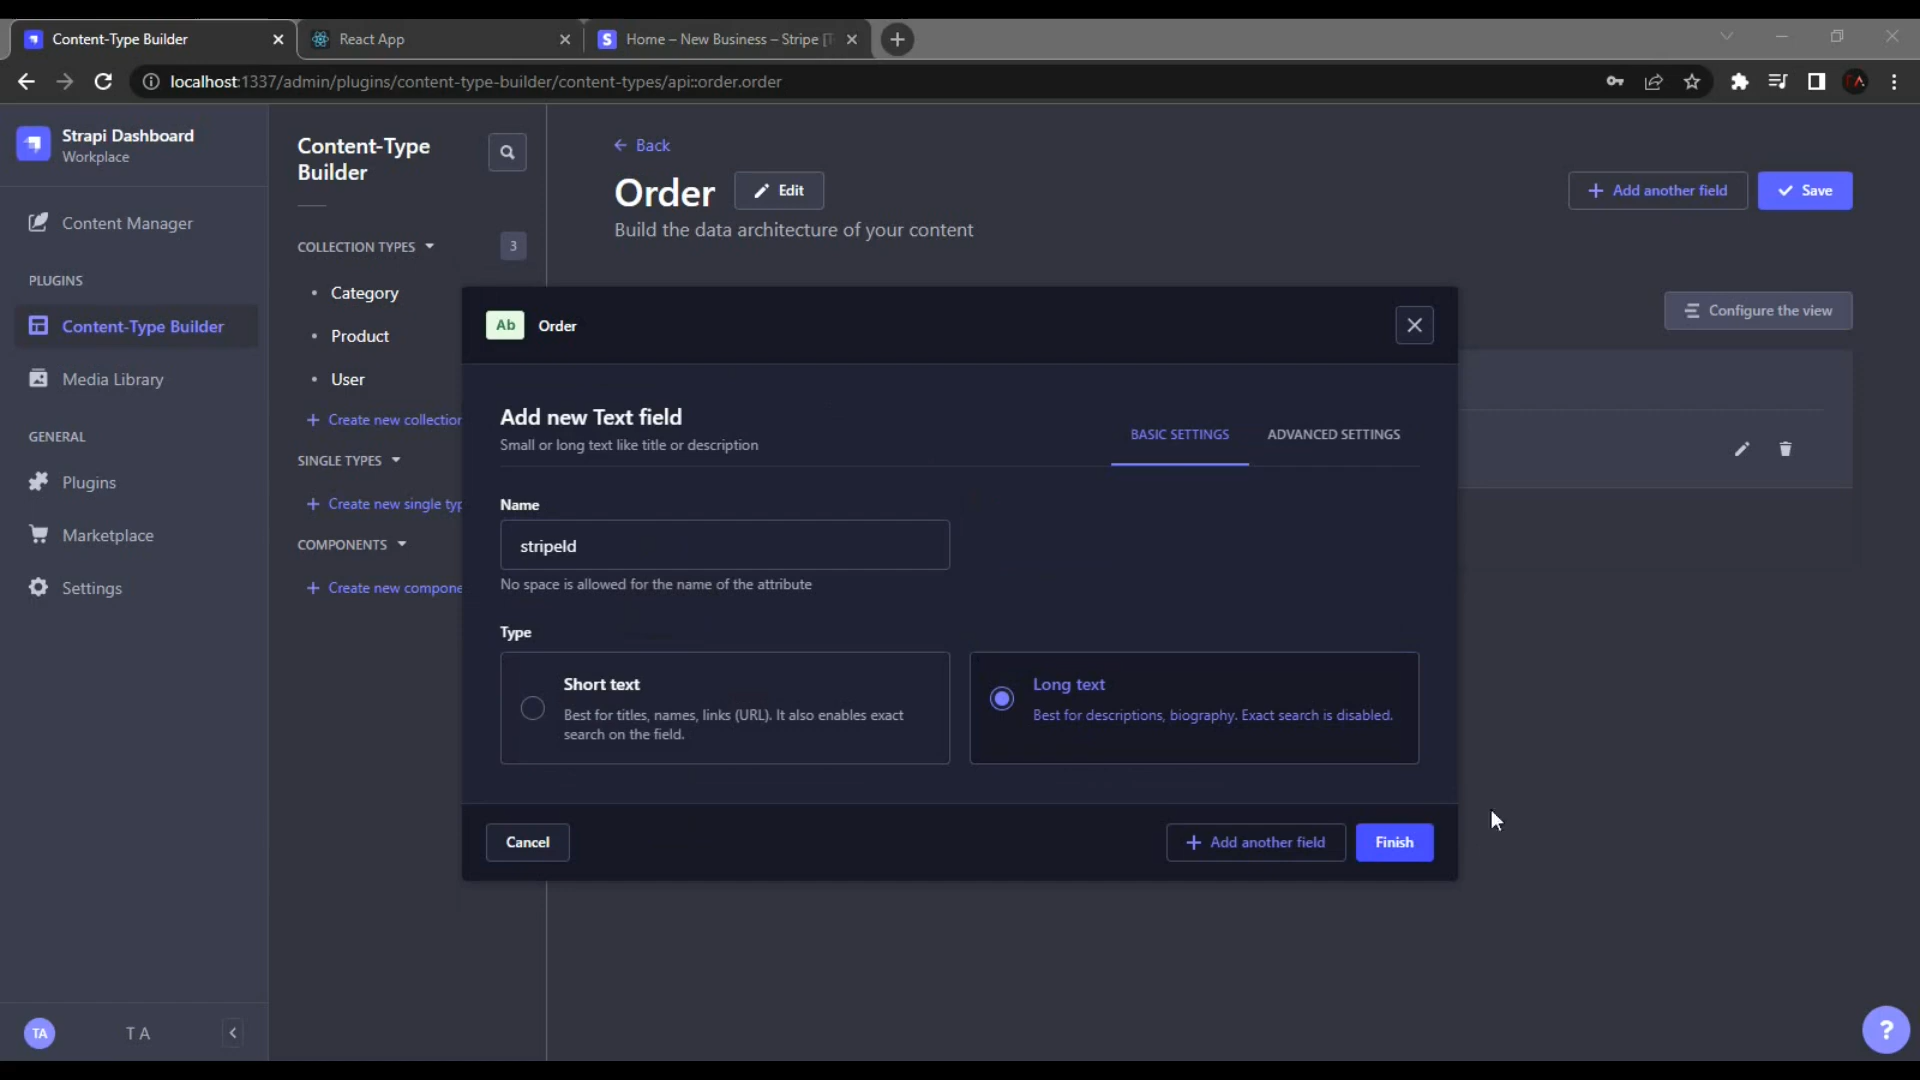 Content-Type Builder
React App
Home – New Business – Stripe [T
localhost:1337/admin/plugins/content-type-builder/content-types/api::order.order
Strapi Dashboard
Workplace
Content Manager
PLUGINS
Content-Type Builder
Media Library
GENERAL
Plugins
Marketplace
Settings
TA
T A
Content-Type
Builder
COLLECTION TYPES
3
Category
Product
User
Create new collection
SINGLE TYPES
Create new single typ
COMPONENTS
Create new compone
Back
Order
Edit
Build the data architecture of your content
Add another field
Save
Configure the view
Ab
Order
Add new Text field
Small or long text like title or description
BASIC SETTINGS
ADVANCED SETTINGS
Name
stripeId
No space is allowed for the name of the attribute
Type
Short text
Best for titles, names, links (URL). It also enables exact
search on the field.
Long text
Best for descriptions, biography. Exact search is disabled.
Cancel
Add another field
Finish
?